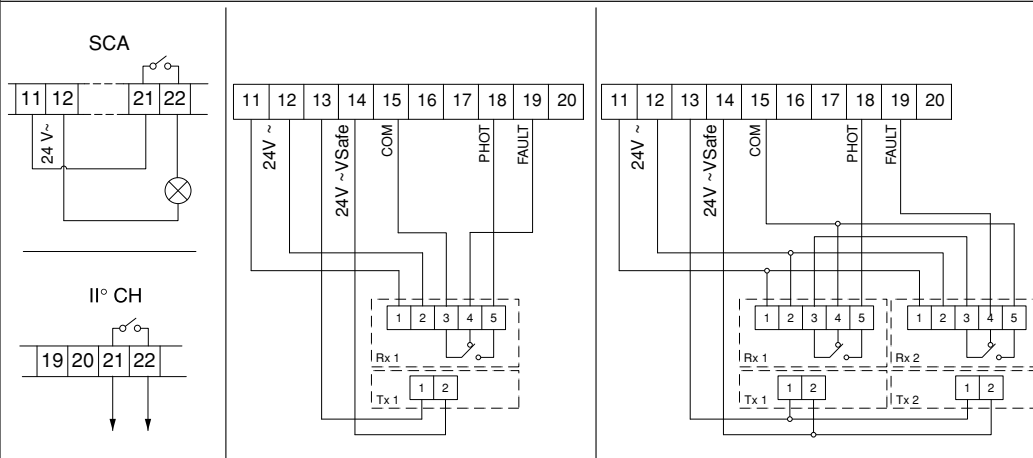 SCA
11 12 21 22
24 V~
II° CH
19 20 21 22
11 12 13 14 15 16 17 18 19 20
24V ~
24V ~VSafe
COM
PHOT
FAULT
1 2 3 4 5
Rx 1
1 2
Tx 1
11 12 13 14 15 16 17 18 19 20
24V ~
24V ~VSafe
COM
PHOT
FAULT
1 2 3 4 5
1 2 3 4 5
Rx 1
Rx 2
1 2
1 2
Tx 1
Tx 2